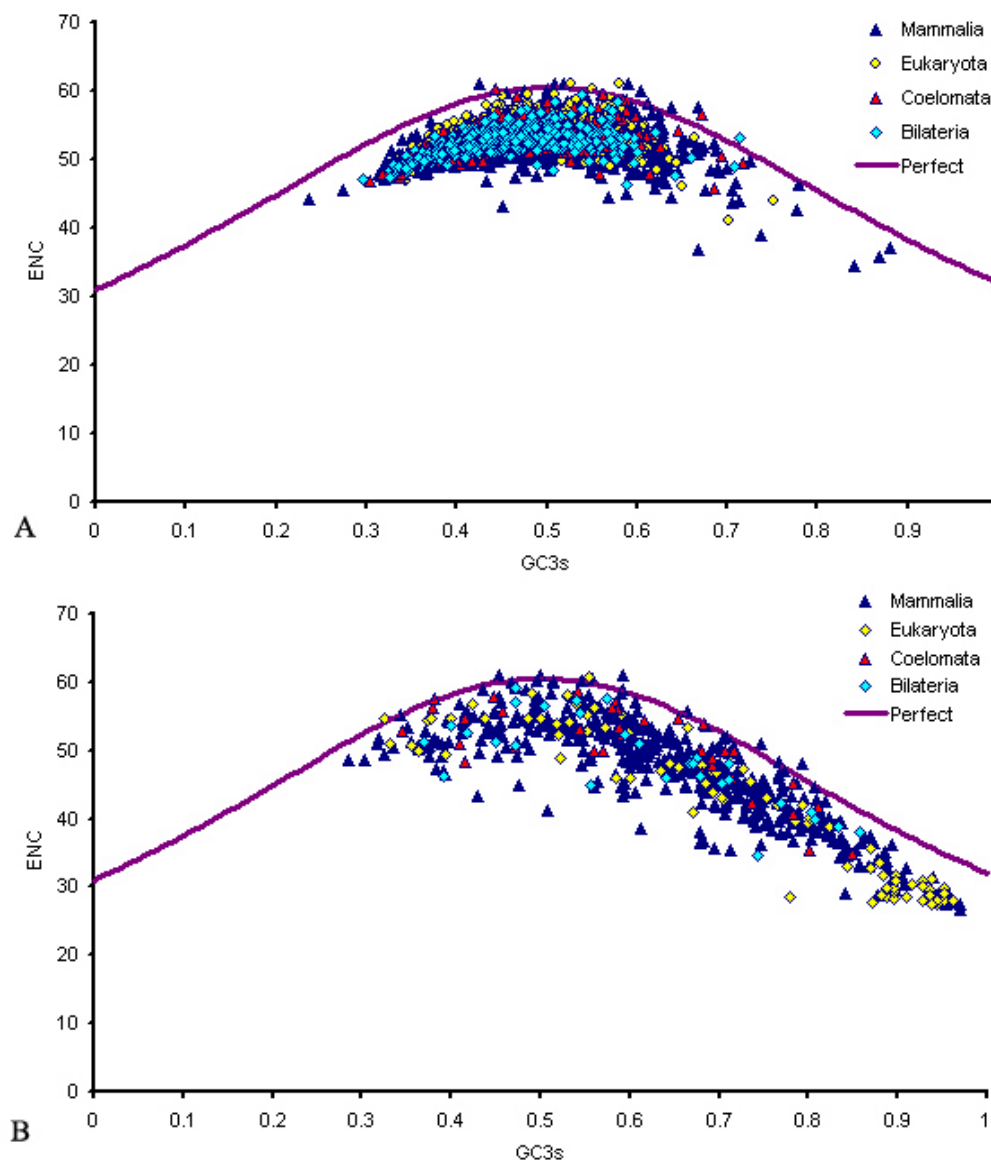 70
60
50
40
30
20
10
0
ENC
Mammalia
Eukaryota
Coelomata
Bilateria
Perfect
0 0.1 0.2 0.3 0.4 0.5 0.6 0.7 0.8 0.9
GC3s
A
70
60
50
40
30
20
10
0
ENC
Mammalia
Eukaryota
Coelomata
Bilateria
Perfect
0 0.1 0.2 0.3 0.4 0.5 0.6 0.7 0.8 0.9 1
GC3s
B